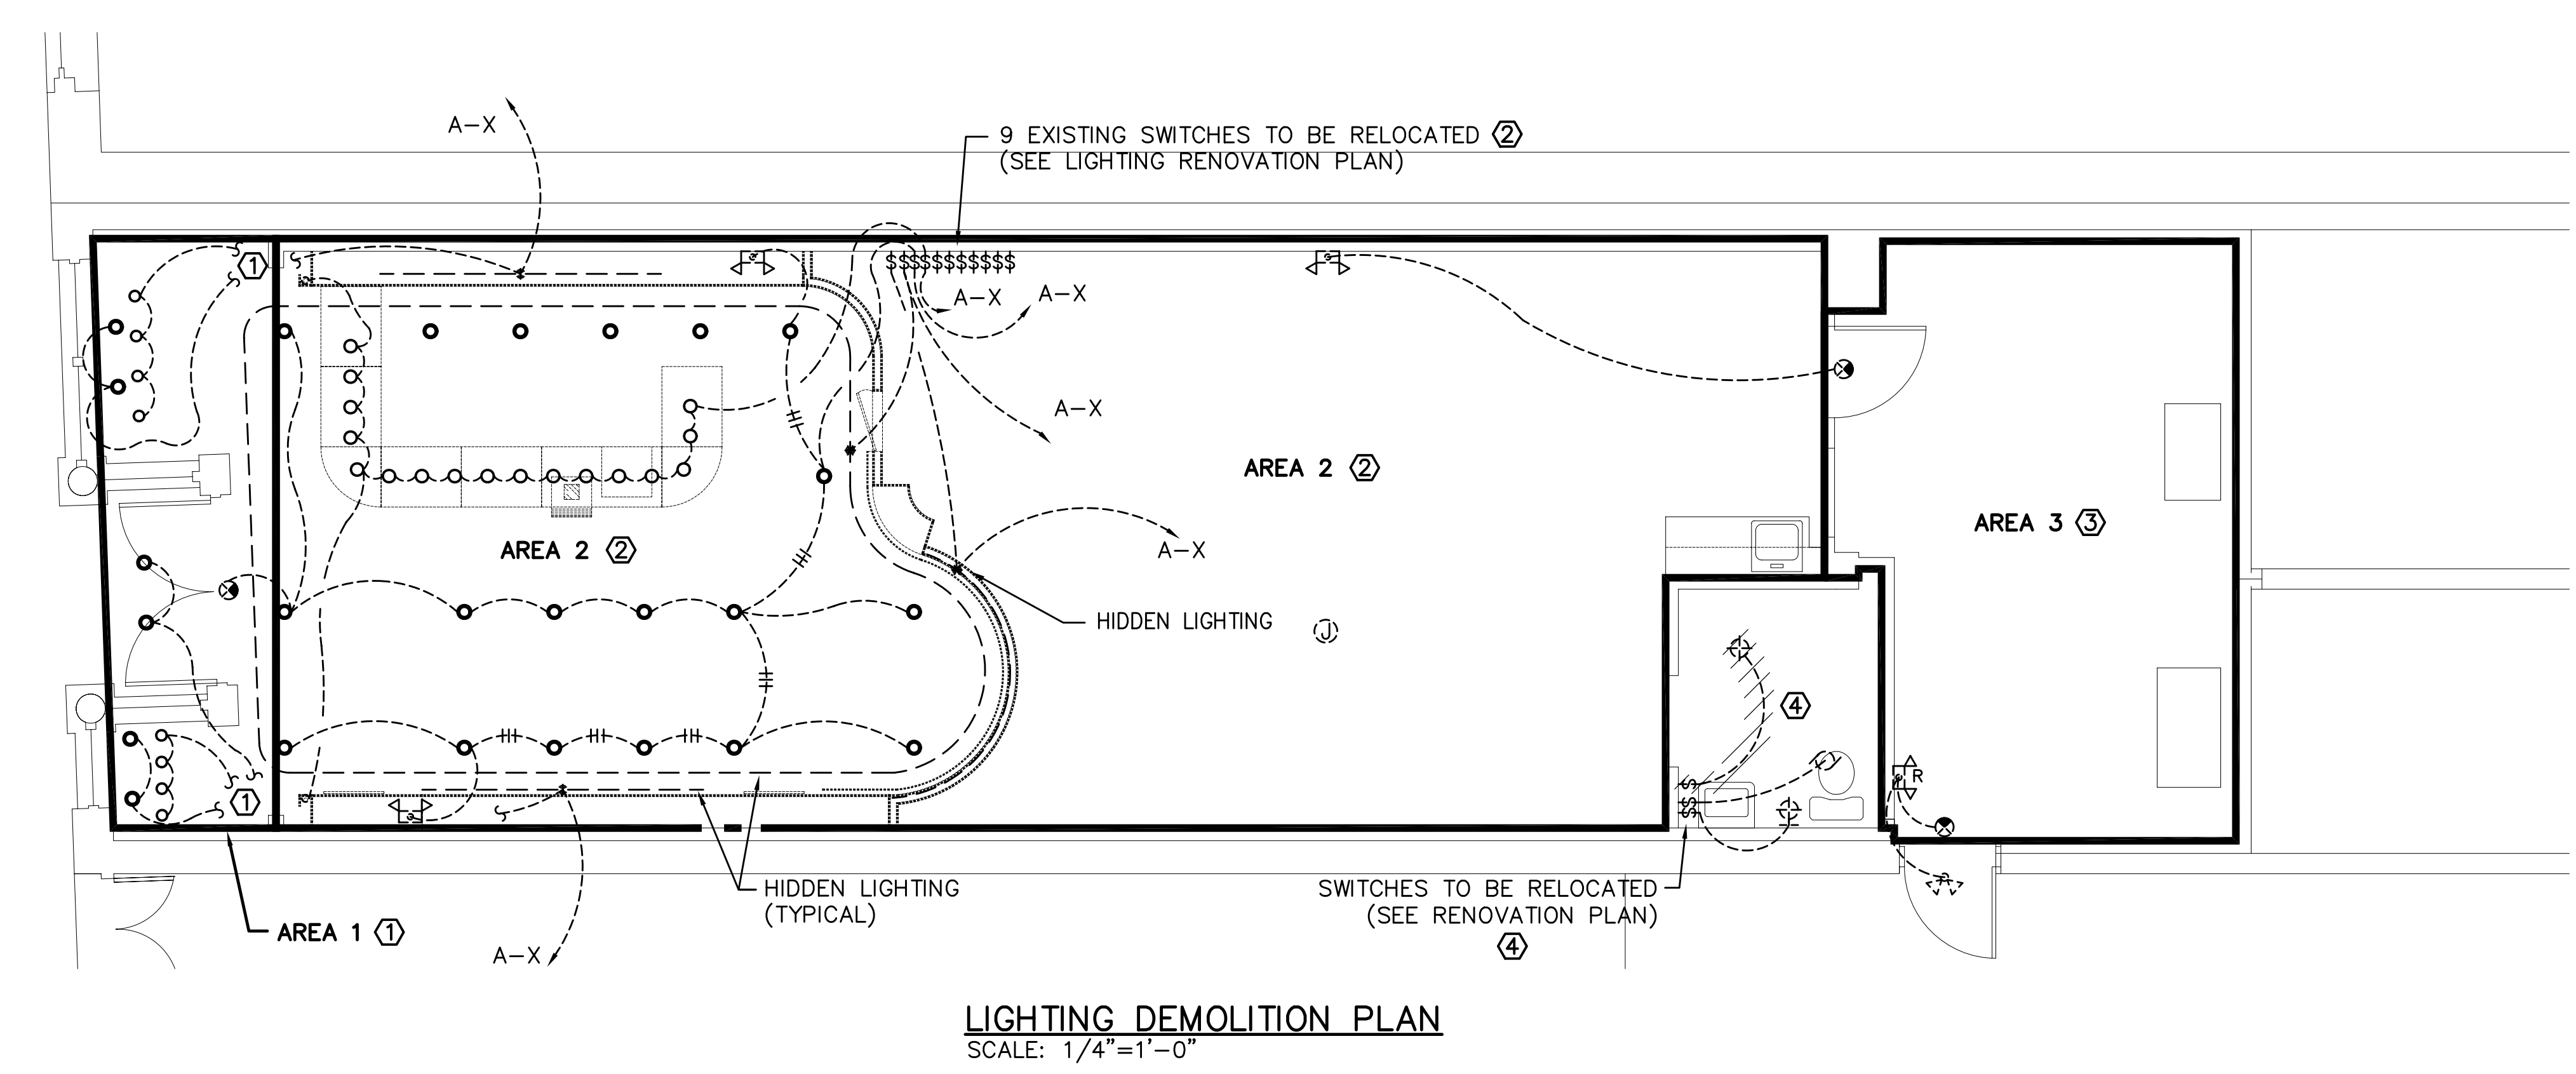 A-X
9 EXISTING SWITCHES TO BE RELOCATED 2
(SEE LIGHTING RENOVATION PLAN)
1
$ $ $ $ $ $ $ $ $ $ $
A-X
A-X
A-X
AREA 2 2
AREA 3 3
AREA 2 2
A-X
HIDDEN LIGHTING
J
4
R
1
$
$
$
HIDDEN LIGHTING
(TYPICAL)
SWITCHES TO BE RELOCATED
(SEE RENOVATION PLAN)
4
AREA 1 1
A-X
LIGHTING DEMOLITION PLAN
SCALE: 1/4"=1'-0"